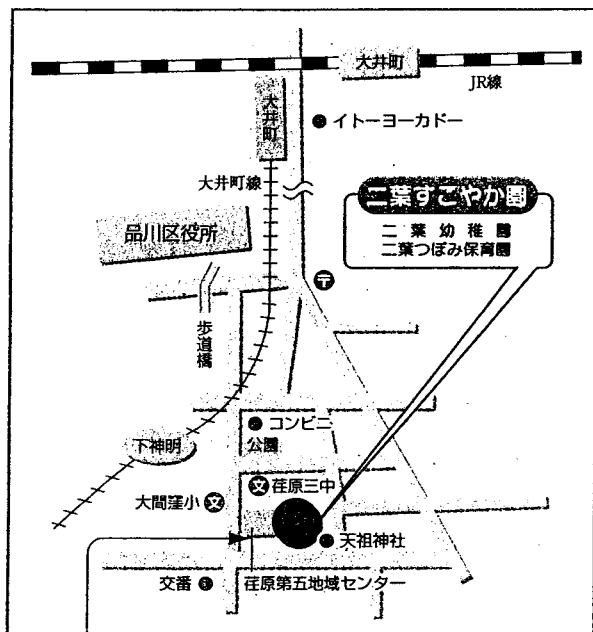 大井町
JR線
大井町
イトーヨーカドー
大井町線
二葉すこやか園
二葉幼稚園
二葉つぼみ保育園
品川区役所
〒
歩道橋
コンビニ
公園
下神明
文 荏原三中
大間窪小 文
天祖神社
交番
荏原第五地域センター